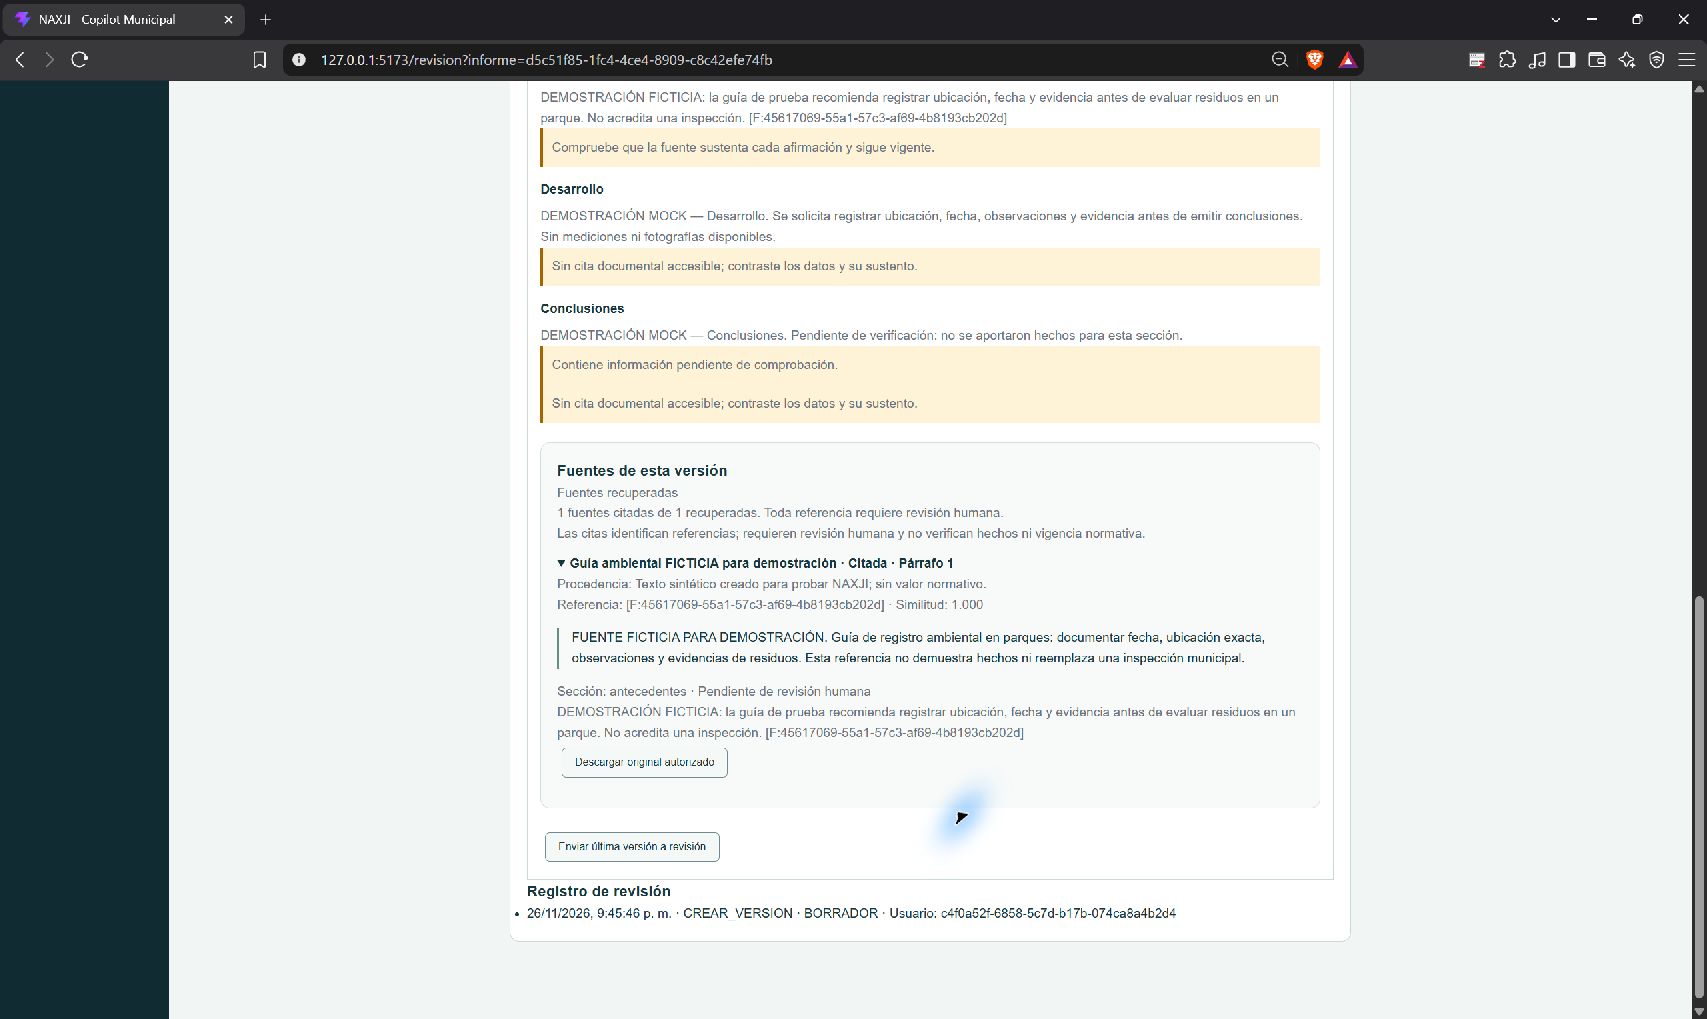 NAXJI   Copilot Municipal
127.0.0.1:5173/revision?informe=d5c51f85-1fc4-4ce4-8909-c8c42efe74fb
DEMOSTRACIÓN FICTICIA: la guía de prueba recomienda registrar ubicación, fecha y evidencia antes de evaluar residuos en un
parque. No acredita una inspección. [F:45617069-55a1-57c3-af69-4b8193cb202d]
Compruebe que la fuente sustenta cada afirmación y sigue vigente.
Desarrollo
DEMOSTRACIÓN MOCK — Desarrollo. Se solicita registrar ubicación, fecha, observaciones y evidencia antes de emitir conclusiones.
Sin mediciones ni fotografías disponibles.
Sin cita documental accesible; contraste los datos y su sustento.
Conclusiones
DEMOSTRACIÓN MOCK — Conclusiones. Pendiente de verificación: no se aportaron hechos para esta sección.
Contiene información pendiente de comprobación.
Sin cita documental accesible; contraste los datos y su sustento.
Fuentes de esta versión
Fuentes recuperadas
1 fuentes citadas de 1 recuperadas. Toda referencia requiere revisión humana.
Las citas identifican referencias; requieren revisión humana y no verifican hechos ni vigencia normativa.
▼ Guía ambiental FICTICIA para demostración · Citada · Párrafo 1
Procedencia: Texto sintético creado para probar NAXJI; sin valor normativo.
Referencia: [F:45617069-55a1-57c3-af69-4b8193cb202d] · Similitud: 1.000
FUENTE FICTICIA PARA DEMOSTRACIÓN. Guía de registro ambiental en parques: documentar fecha, ubicación exacta,
observaciones y evidencias de residuos. Esta referencia no demuestra hechos ni reemplaza una inspección municipal.
Sección: antecedentes · Pendiente de revisión humana
DEMOSTRACIÓN FICTICIA: la guía de prueba recomienda registrar ubicación, fecha y evidencia antes de evaluar residuos en un
parque. No acredita una inspección. [F:45617069-55a1-57c3-af69-4b8193cb202d]
Descargar original autorizado
Enviar última versión a revisión
Registro de revisión
• 26/11/2026, 9:45:46 p. m. · CREAR_VERSION · BORRADOR · Usuario: c4f0a52f-6858-5c7d-b17b-074ca8a4b2d4